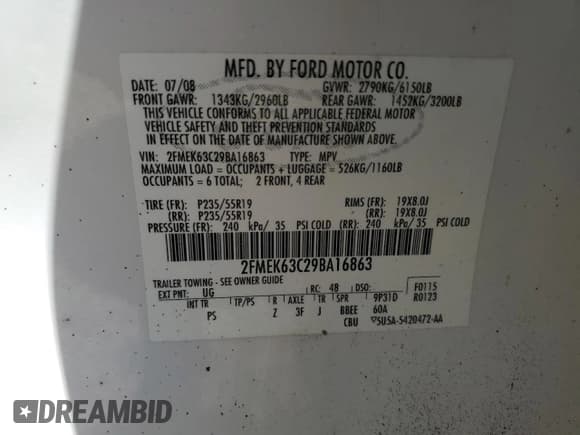 MFD. BY FORD MOTOR CO.
DATE: 07/08 GVWR: 2790KG/6150LB
FRONT GAWR: 1343KG/2960LB REAR GAWR: 1452KG/3200LB
THIS VEHICLE CONFORMS TO ALL APPLICABLE FEDERAL MOTOR
VEHICLE SAFETY AND THEFT PREVENTION STANDARDS
IN EFFECT ON THE DATE OF MANUFACTURE SHOWN ABOVE.
VIN: 2FMEK63C29BA16863 TYPE: MPV
MAXIMUM LOAD = OCCUPANTS + LUGGAGE = 526KG/1160LB
OCCUPANTS = 6 TOTAL; 2 FRONT, 4 REAR
TIRE (FR): P235/55R19 RIMS (FR): 19X8.0J
(RR): P235/55R19 (RR): 19X8.0J
PRESSURE (FR): 240 kPa/ 35 PSI COLD (RR): 240 kPa/ 35 PSI COLD
2FMEK63C29BA16863
TRAILER TOWING - SEE OWNER GUIDE
EXT PNT: UG RC: 48 DSO: F0115
INT TR TP/PS R AXLE TR SPR 9P31D R0123
PS Z 3F J BBEE 60A
CBU ▽5USA-5420472-AA
DREAMBID